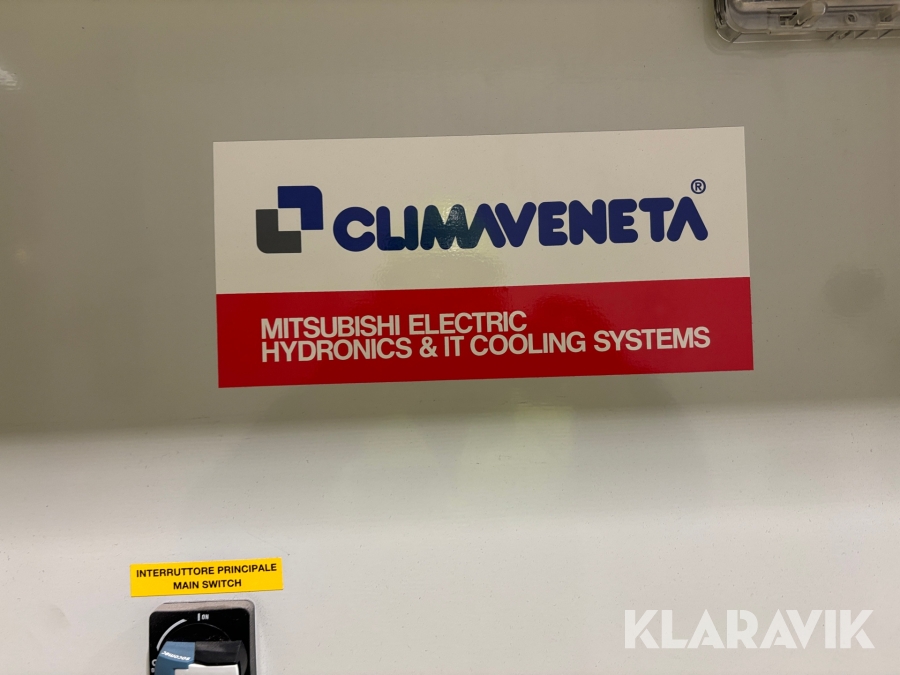 CLIMAVENETA®
MITSUBISHI ELECTRIC
HYDRONICS & IT COOLING SYSTEMS
INTERRUTTORE PRINCIPALE
MAIN SWITCH
I ON
KLARAVIK